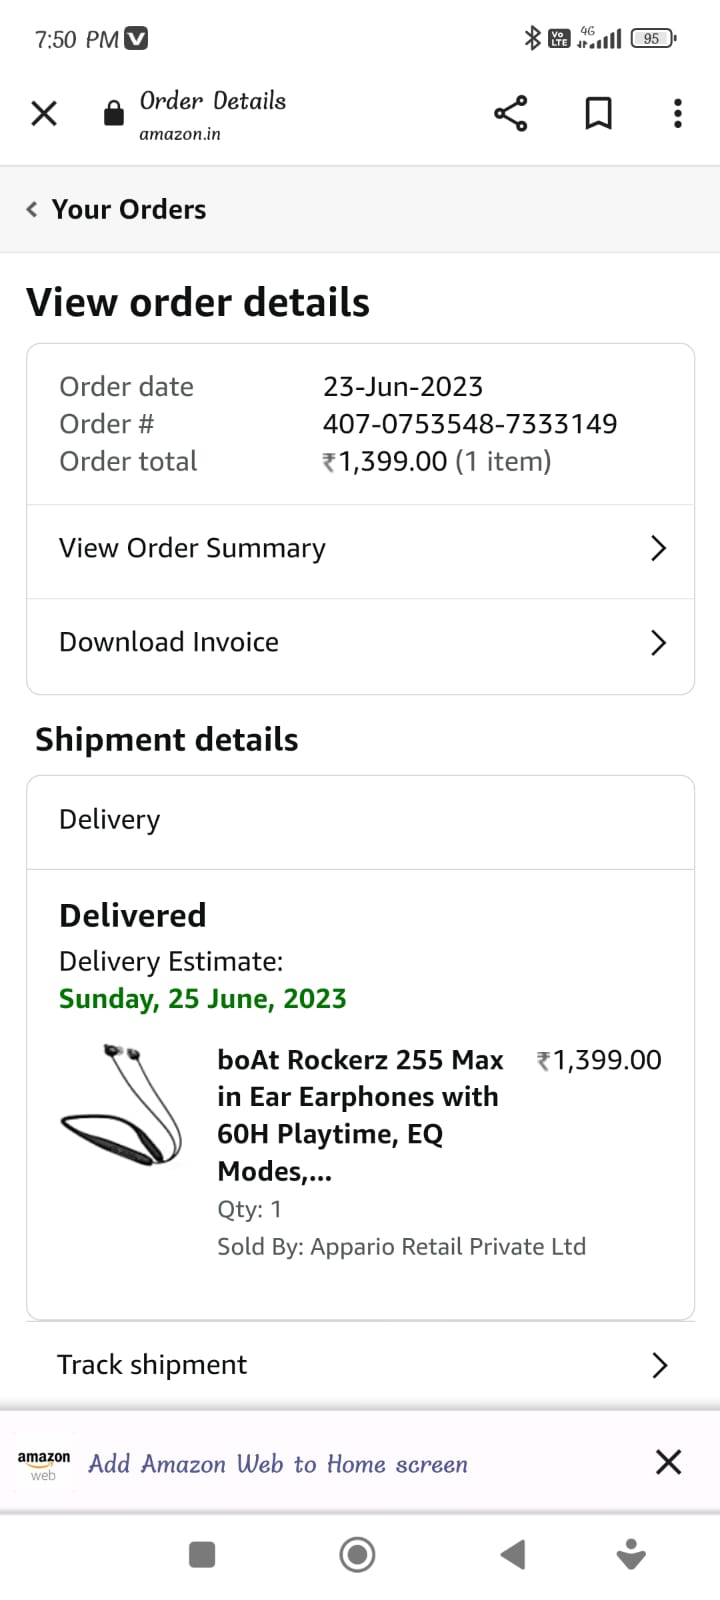 7:50 PM V
Vo LTE 4G 95
Order Details
amazon.in
Your Orders
View order details
Order date 23-Jun-2023
Order # 407-0753548-7333149
Order total ₹1,399.00 (1 item)
View Order Summary
Download Invoice
Shipment details
Delivery
Delivered
Delivery Estimate:
Sunday, 25 June, 2023
boAt Rockerz 255 Max ₹1,399.00
in Ear Earphones with
60H Playtime, EQ
Modes,...
Qty: 1
Sold By: Appario Retail Private Ltd
Track shipment
amazon
web
Add Amazon Web to Home screen